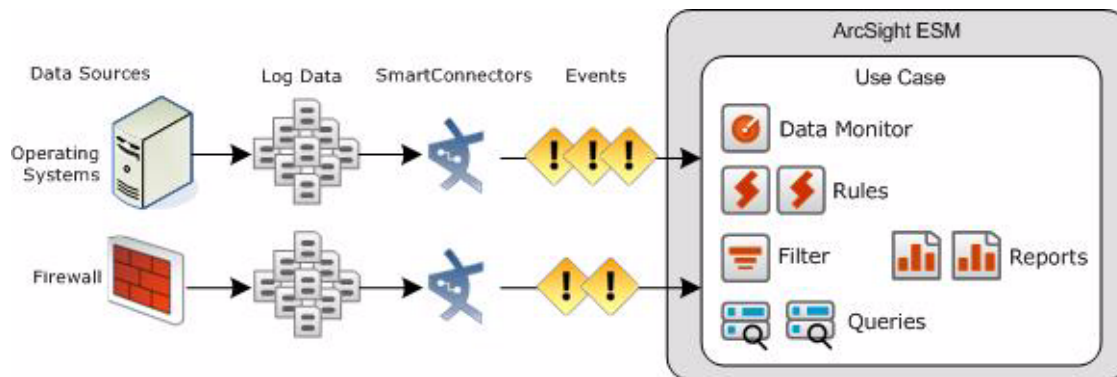 ArcSight ESM
Data Sources
Log Data
SmartConnectors
Events
Use Case
Operating
Systems
Data Monitor
Rules
Firewall
Filter
Reports
Queries